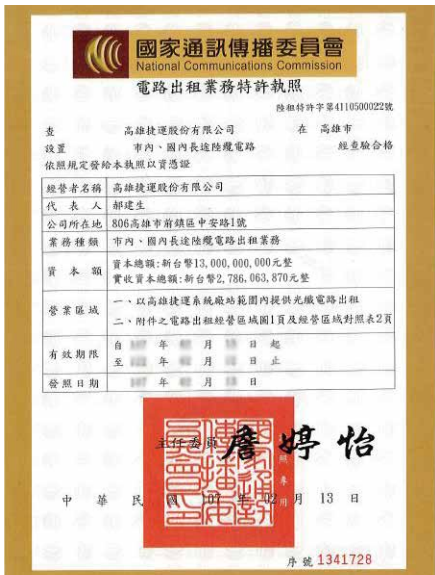 國家通訊傳播委員會
National Communications Commission
電路出租業務特許執照
陸租特許字第4110500022號
查 高雄捷運股份有限公司 在 高雄市
設置 市內、國內長途陸纜電路 經查驗合格
依照規定發給本執照以資憑證
經營者名稱 高雄捷運股份有限公司
代表人 郝建生
公司所在地 806高雄市前鎮區中安路1號
業務種類 市內、國內長途陸纜電路出租業務
資本額 資本總額:新台幣13,000,000,000元整
實收資本總額:新台幣2,786,063,870元整
營業區域 一、以高雄捷運系統廠站範圍內提供光纖電路出租
二、附件之電路出租經營區域圖1頁及經營區域對照表2頁
有效期限 自 年 月 日 起
至 年 月 日 止
發照日期 年 月 日
主任委員 詹婷怡
中華民國 107 年 02 月 13 日
序號 1341728